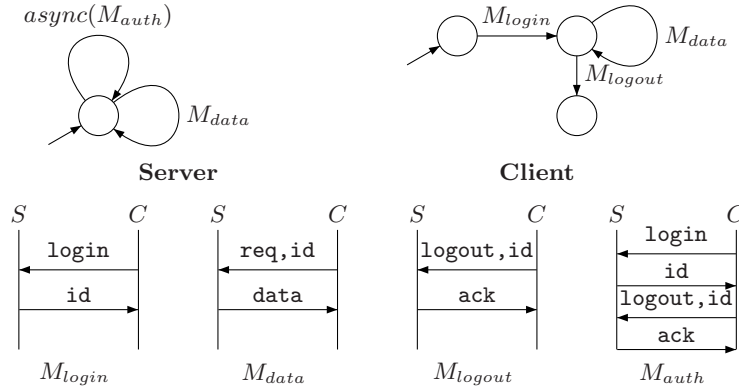 async(M_auth)
M_data
M_login
M_data
M_logout
Server
Client
S C S C S C S C
login
id
req,id
data
logout,id
ack
login
id
logout,id
ack
M_login
M_data
M_logout
M_auth